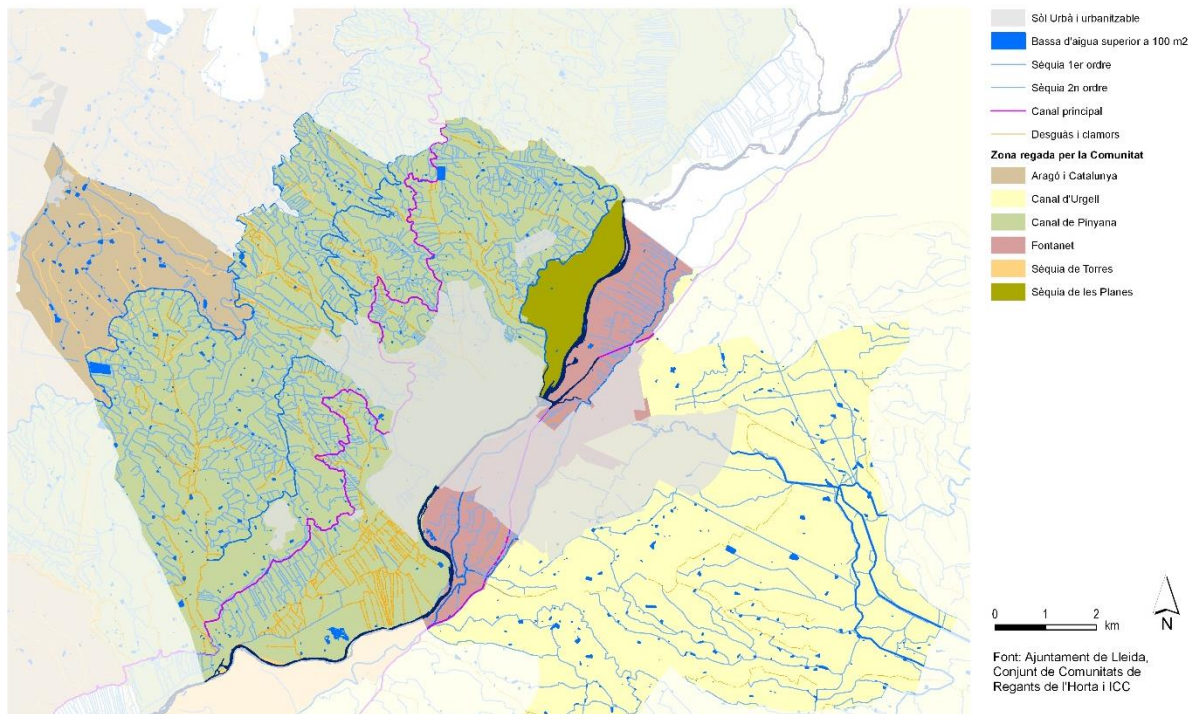 Sòl Urbà i urbanitzable
Bassa d'aigua superior a 100 m2
Sèquia 1er ordre
Sèquia 2n ordre
Canal principal
Desguàs i clamors
Zona regada per la Comunitat
Aragó i Catalunya
Canal d'Urgell
Canal de Pinyana
Fontanet
Sèquia de Torres
Sèquia de les Planes
0 1 2
km
N
Font: Ajuntament de Lleida,
Conjunt de Comunitats de
Regants de l'Horta i ICC